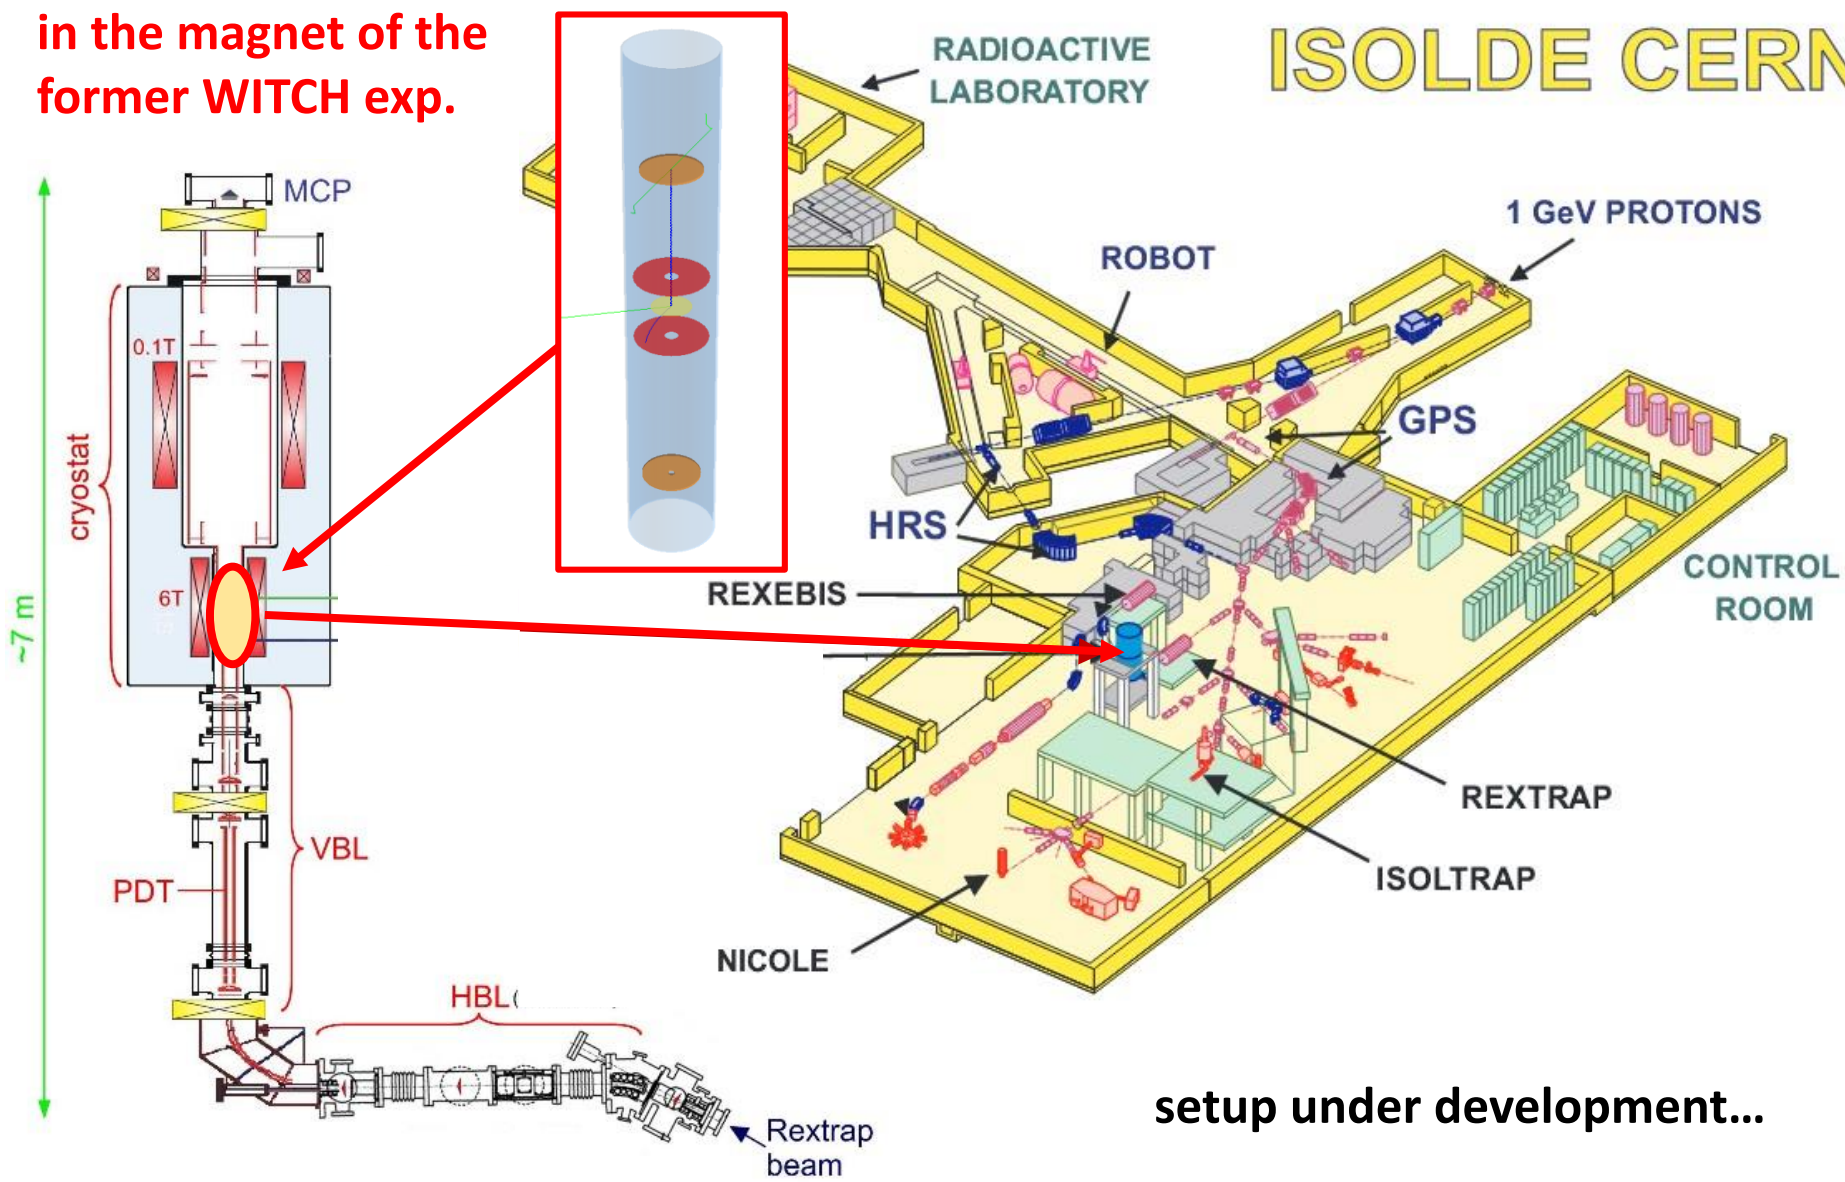 in the magnet of the
former WITCH exp.
ISOLDE CERN
RADIOACTIVE
LABORATORY
1 GeV PROTONS
ROBOT
MCP
0.1T
cryostat
6T
~7 m
GPS
HRS
REXEBIS
CONTROL
ROOM
REXTRAP
ISOLTRAP
NICOLE
VBL
PDT
HBL(
Rextrap
beam
setup under development...